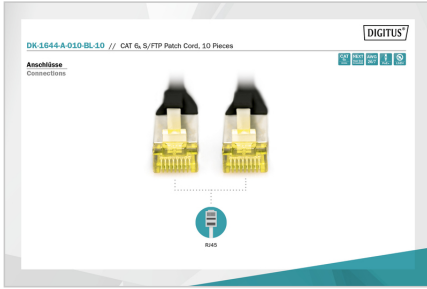 DIGITUS®
DK-1644-A-010-BL-10 // CAT 6A S/FTP Patch Cord, 10 Pieces
Anschlüsse
Connections
RJ45